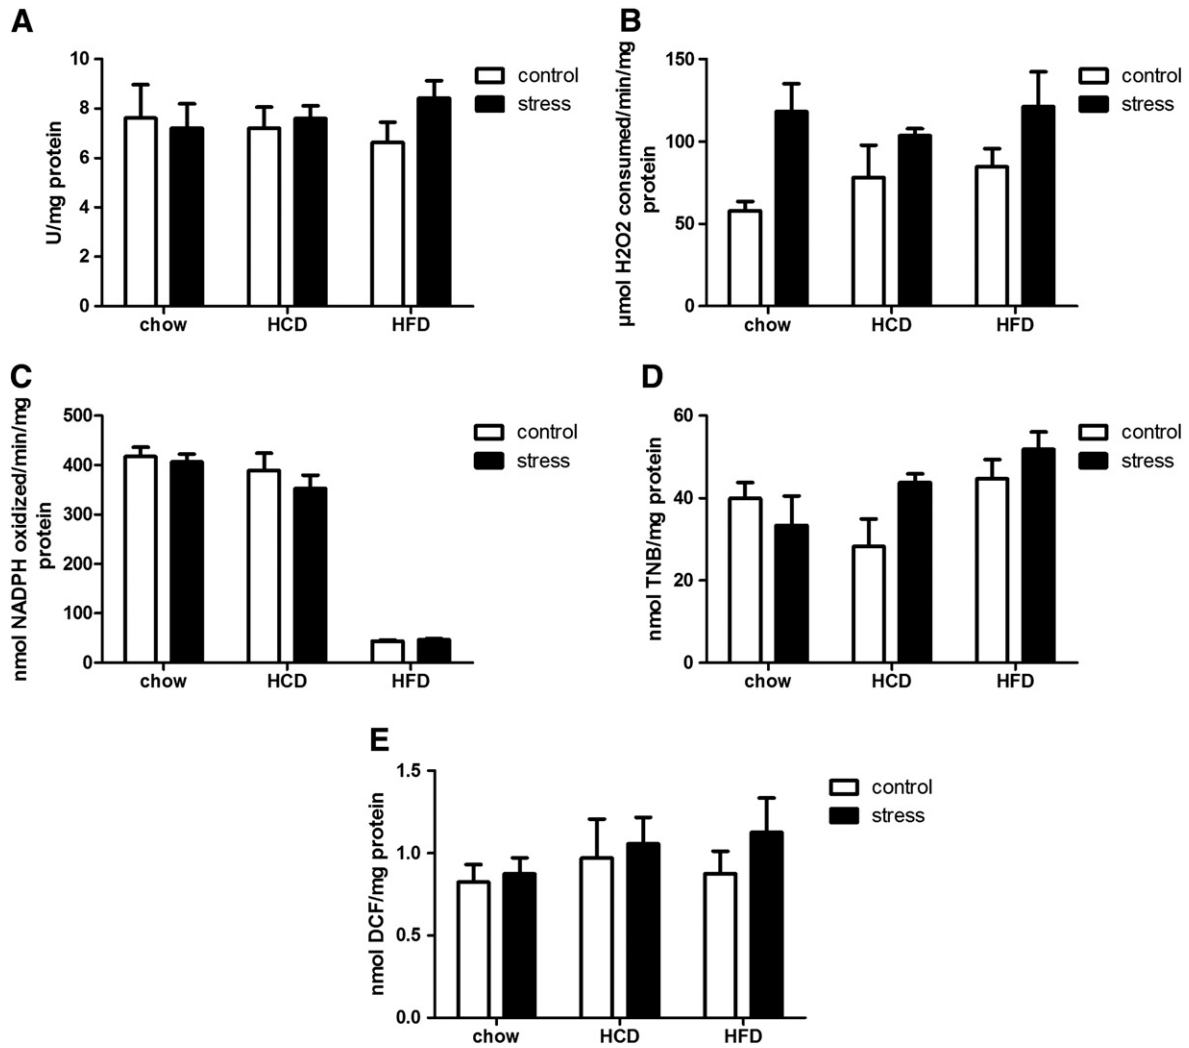 A
U/mg protein
10
8
6
4
2
0
chow
HCD
HFD
control
stress
B
µmol H2O2 consumed/min/mg
protein
150
100
50
0
chow
HCD
HFD
control
stress
C
nmol NADPH oxidized/min/mg
protein
500
400
300
200
100
0
chow
HCD
HFD
control
stress
D
nmol TNB/mg protein
60
40
20
0
chow
HCD
HFD
control
stress
E
nmol DCF/mg protein
1.5
1.0
0.5
0.0
chow
HCD
HFD
control
stress